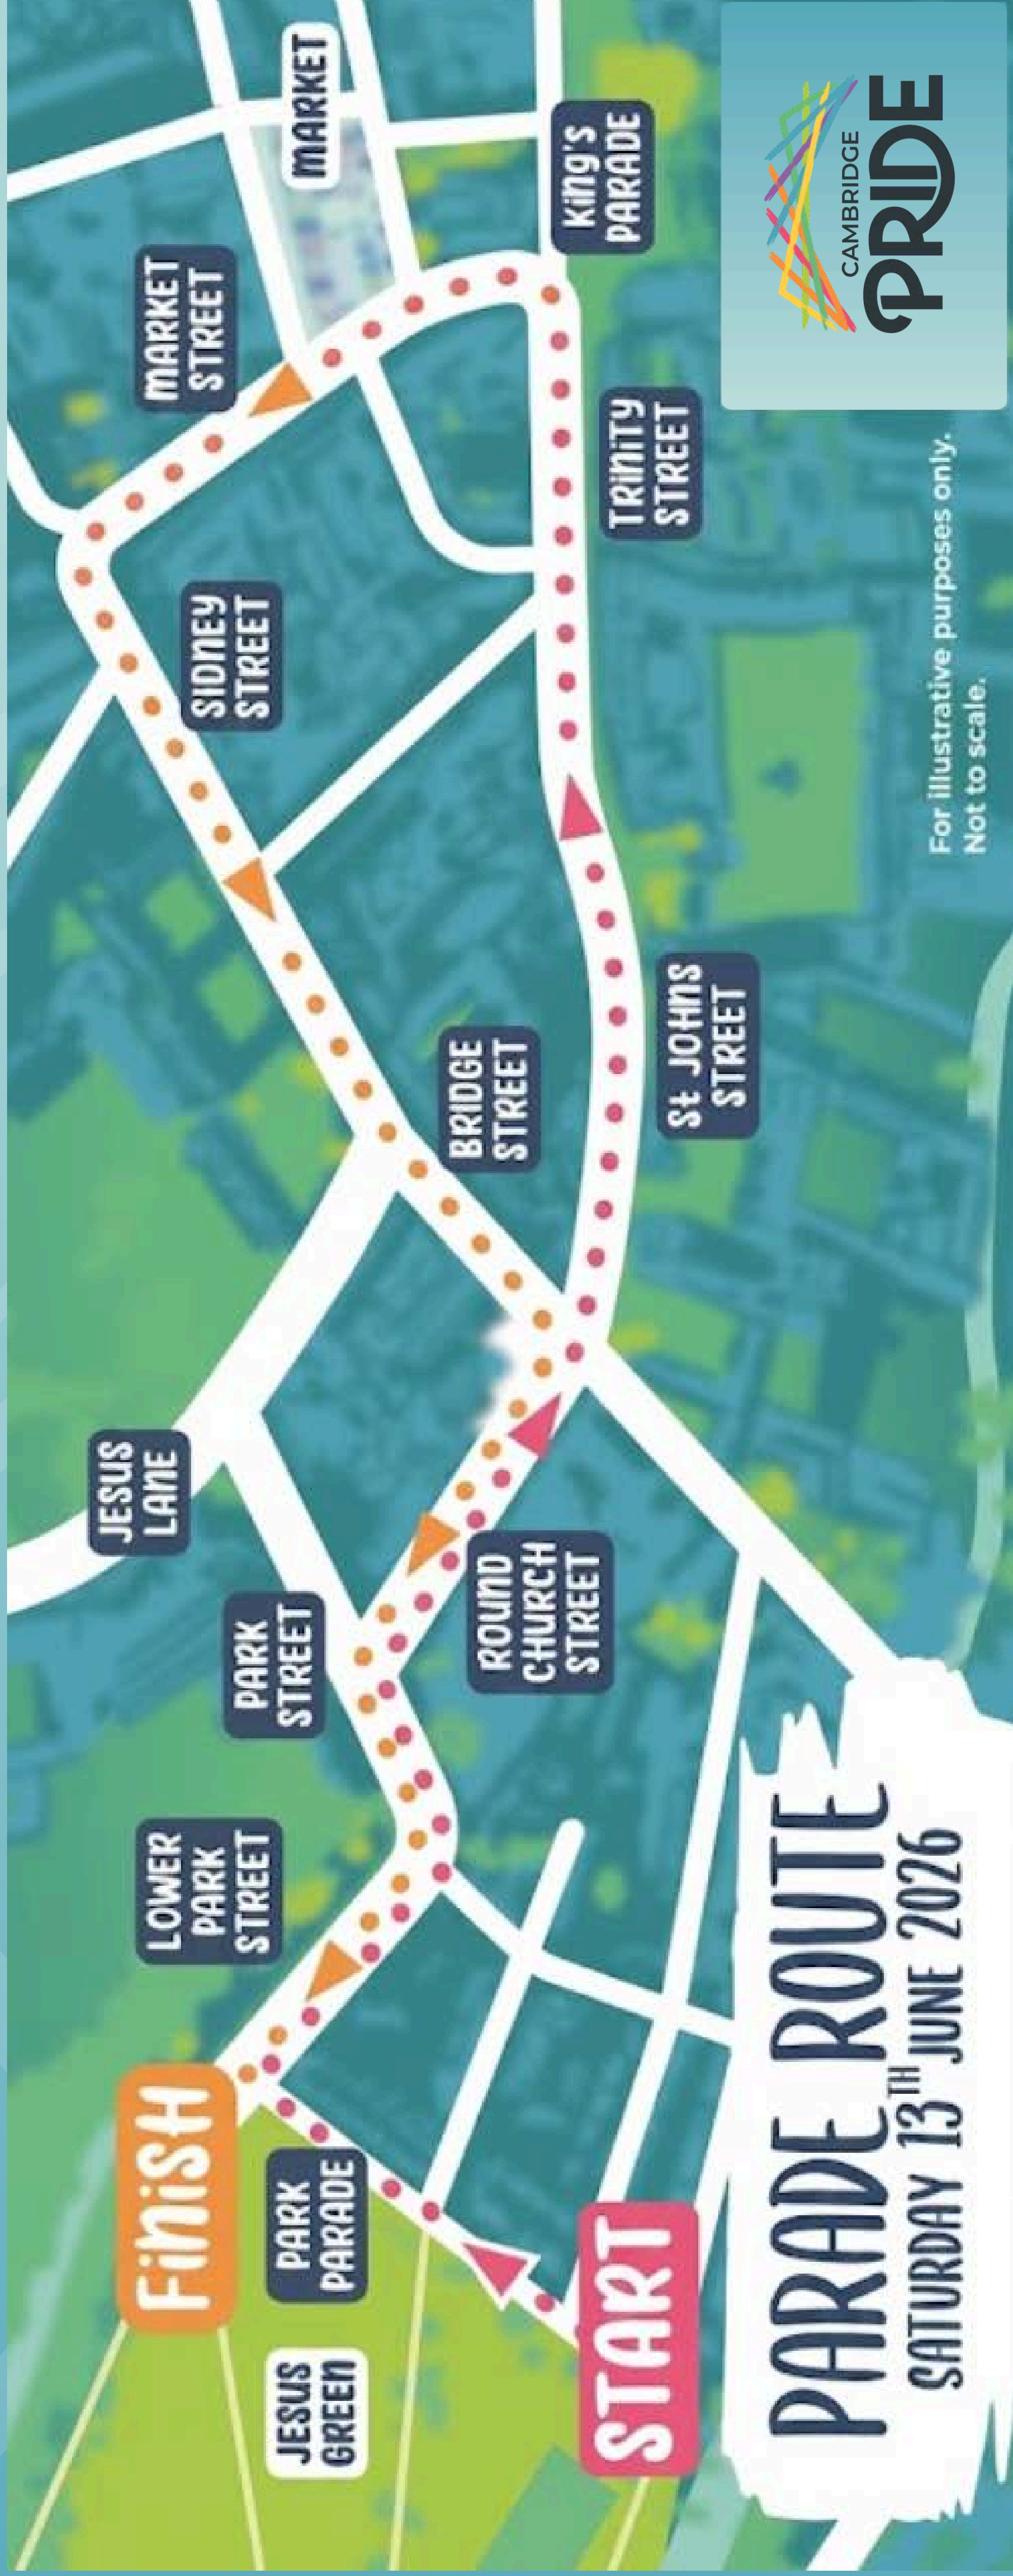 FINISH
JESUS
GREEN
PARK
PARADE
START
LOWER
PARK
STREET
PARK
STREET
JESUS
LANE
ROUND
CHURCH
STREET
BRIDGE
STREET
St JOHNS
STREET
SIDNEY
STREET
TRINITY
STREET
MARKET
STREET
MARKET
KING'S
PARADE
PARADE ROUTE
SATURDAY 13TH JUNE 2026
For illustrative purposes only.
Not to scale.
CAMBRIDGE
PRIDE